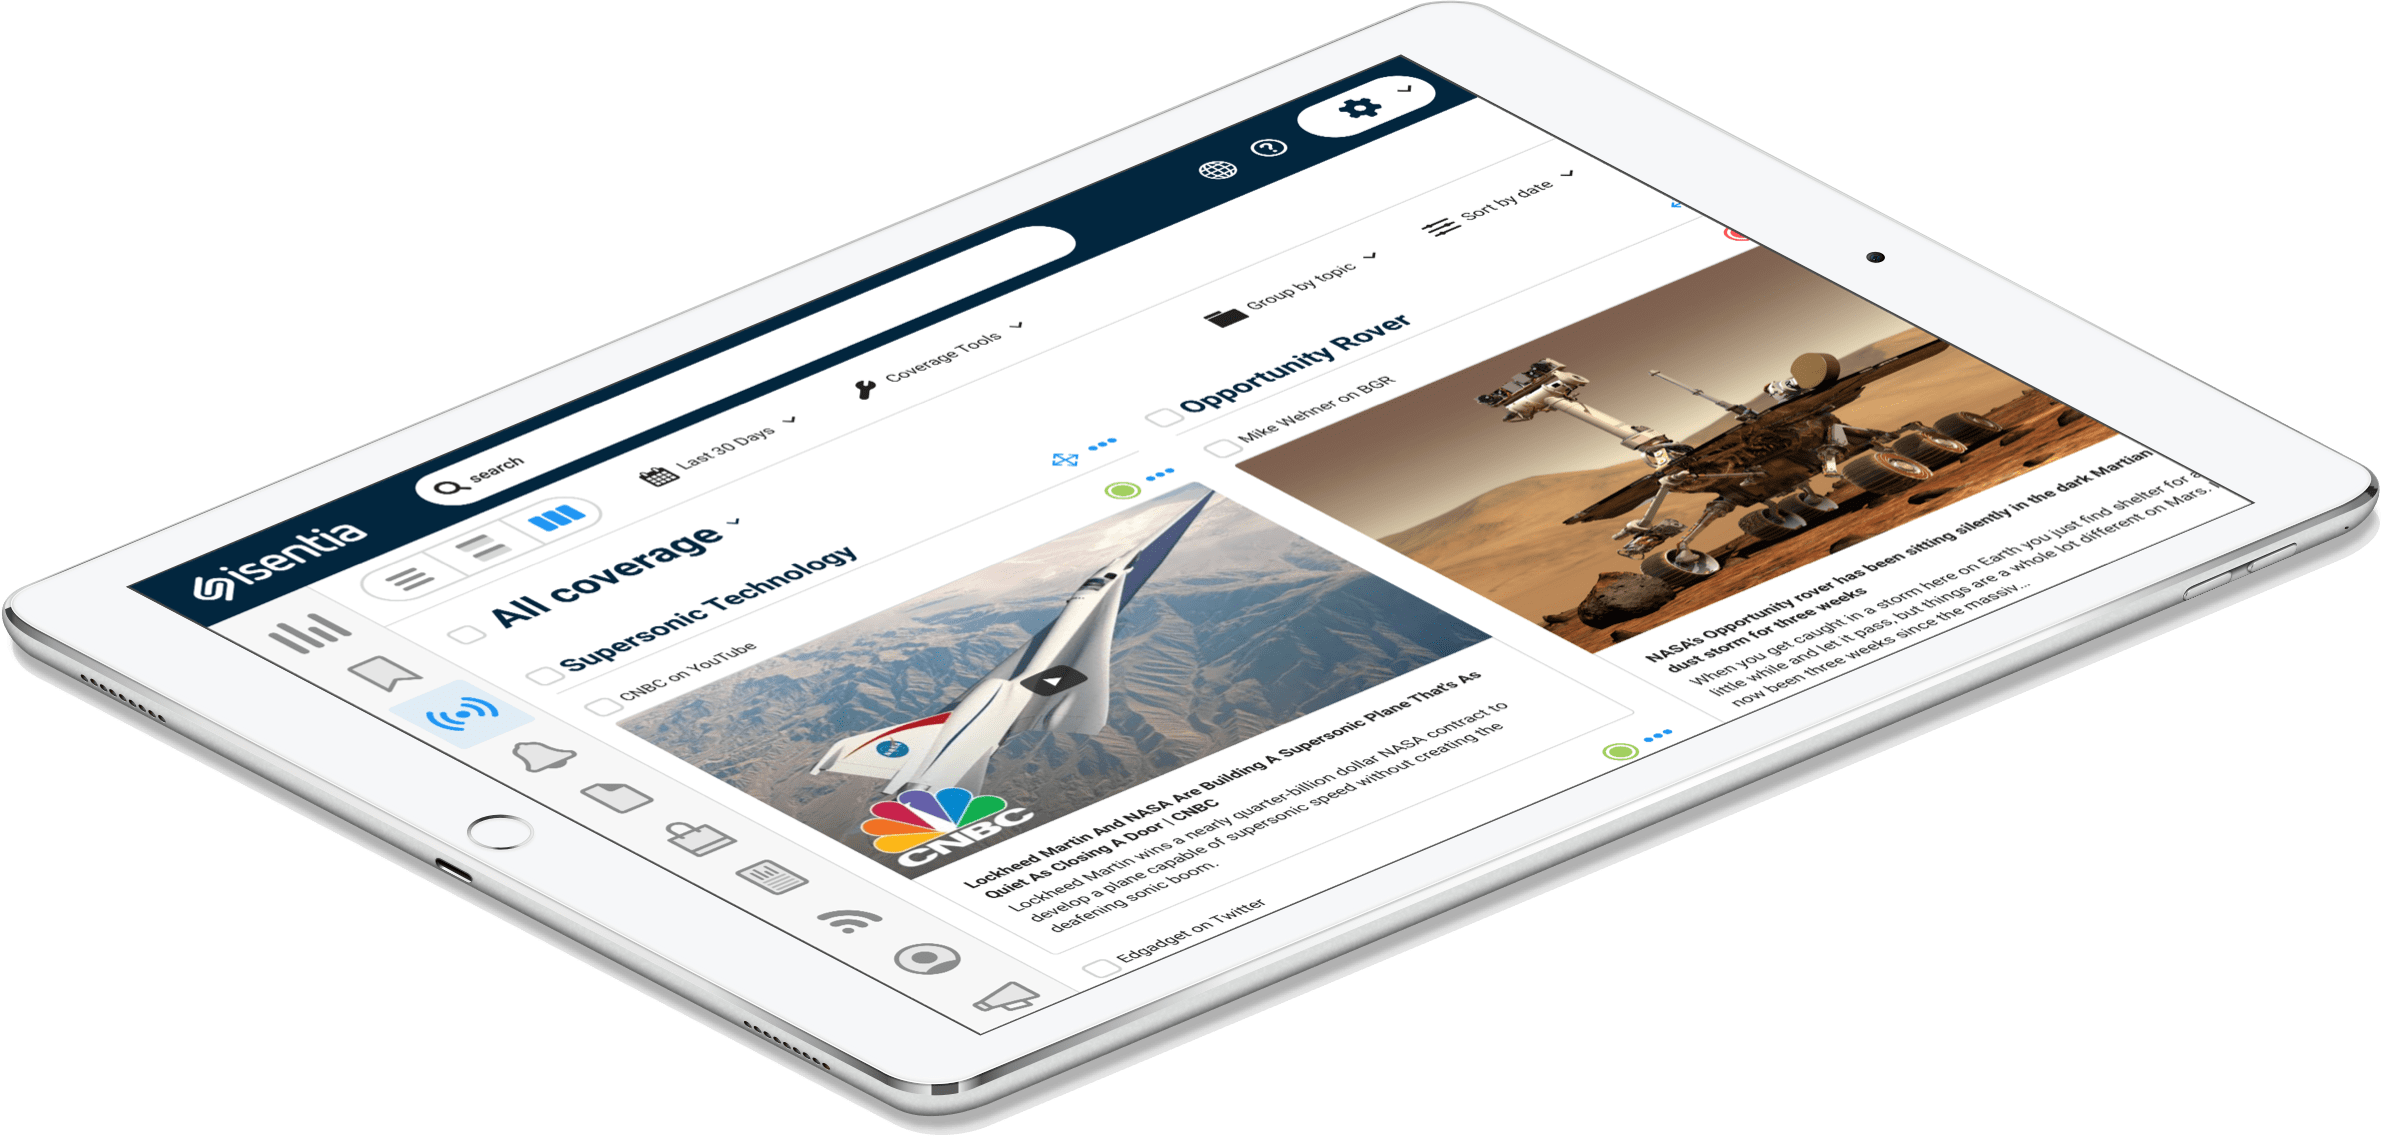 isentia
search
Last 30 Days
Coverage Tools
Group by topic
Sort by date
All coverage
Supersonic Technology
CNBC on YouTube
CNBC
Lockheed Martin And NASA Are Building A Supersonic Plane That's As
Quiet As Closing A Door | CNBC
Lockheed Martin wins a nearly quarter-billion dollar NASA contract to
develop a plane capable of supersonic speed without creating the
deafening sonic boom.
Edgadget on Twitter
Opportunity Rover
Mike Wehner on BGR
NASA's Opportunity rover has been sitting silently in the dark Martian
dust storm for three weeks
When you get caught in a storm here on Earth you just find shelter for a
little while and let it pass, but things are a whole lot different on Mars.
now been three weeks since the massiv...